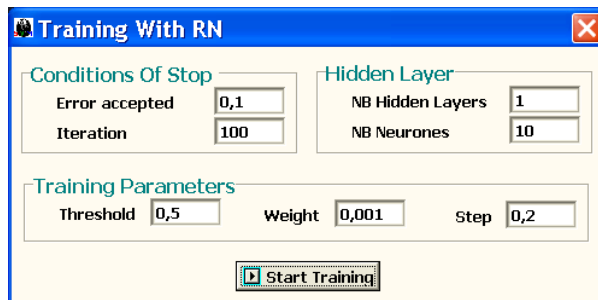 Training With RN
Conditions Of Stop
Error accepted 0,1
Iteration 100
Hidden Layer
NB Hidden Layers 1
NB Neurones 10
Training Parameters
Threshold 0,5 Weight 0,001 Step 0,2
Start Training